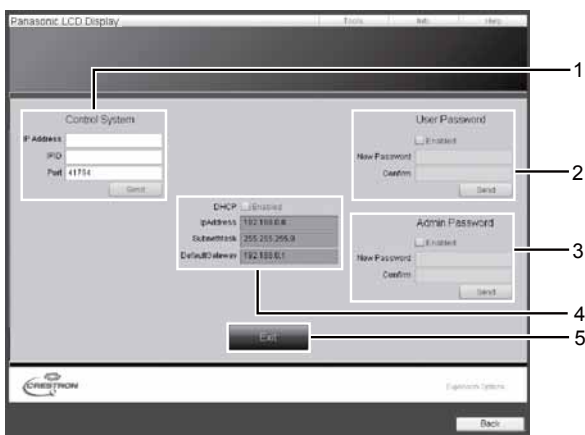 Panasonic LCD Display
Tools Info Help
1
Control System
IP Address
IPID
Port 41794
Send
User Password
Enabled
New Password
Confirm
Send
2
DHCP Enabled
IpAddress 192.168.0.8
SubnetMask 255.255.255.0
DefaultGateway 192.168.0.1
Admin Password
Enabled
New Password
Confirm
Send
3
4
Exit
5
CRESTRON
Expansion Options
Back